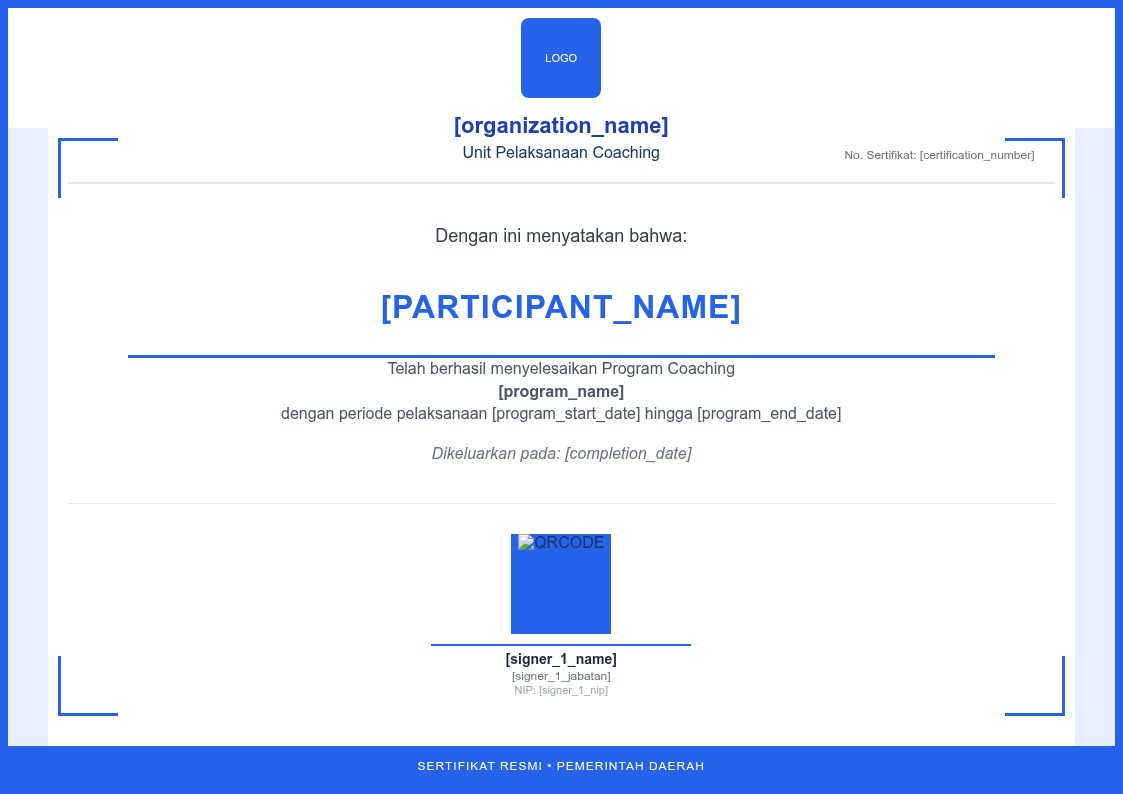 LOGO
[organization_name]
Unit Pelaksanaan Coaching
No. Sertifikat: [certification_number]
Dengan ini menyatakan bahwa:
[PARTICIPANT_NAME]
Telah berhasil menyelesaikan Program Coaching
[program_name]
dengan periode pelaksanaan [program_start_date] hingga [program_end_date]
Dikeluarkan pada: [completion_date]
QRCODE
[signer_1_name]
[signer_1_jabatan]
NIP: [signer_1_nip]
SERTIFIKAT RESMI • PEMERINTAH DAERAH